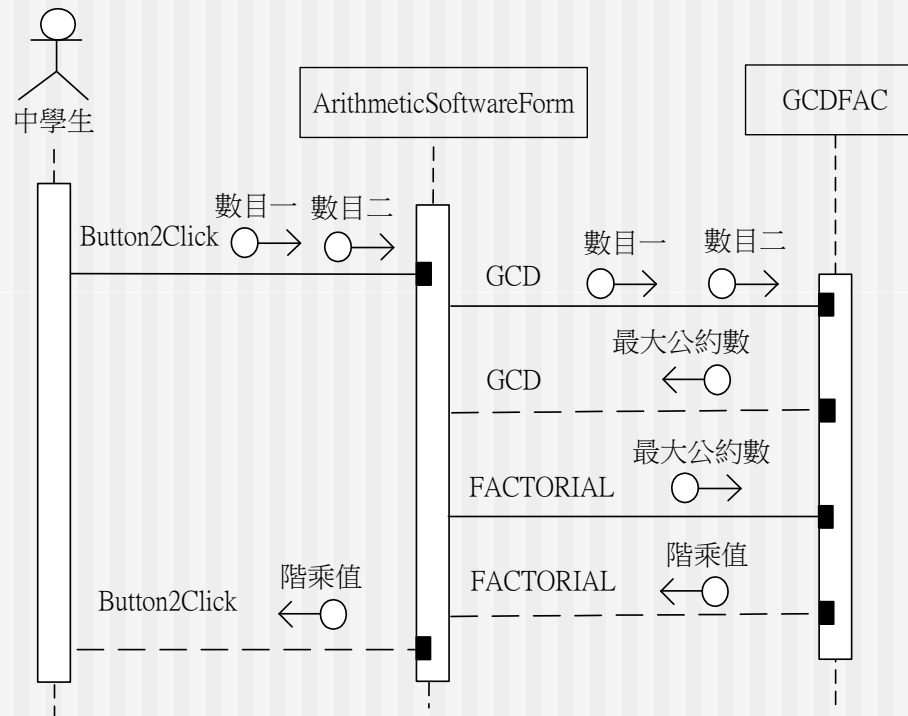 中學生
ArithmeticSoftwareForm
GCDFAC
Button2Click
數目一
數目二
GCD
數目一
數目二
GCD
最大公約數
FACTORIAL
最大公約數
FACTORIAL
階乘值
Button2Click
階乘值